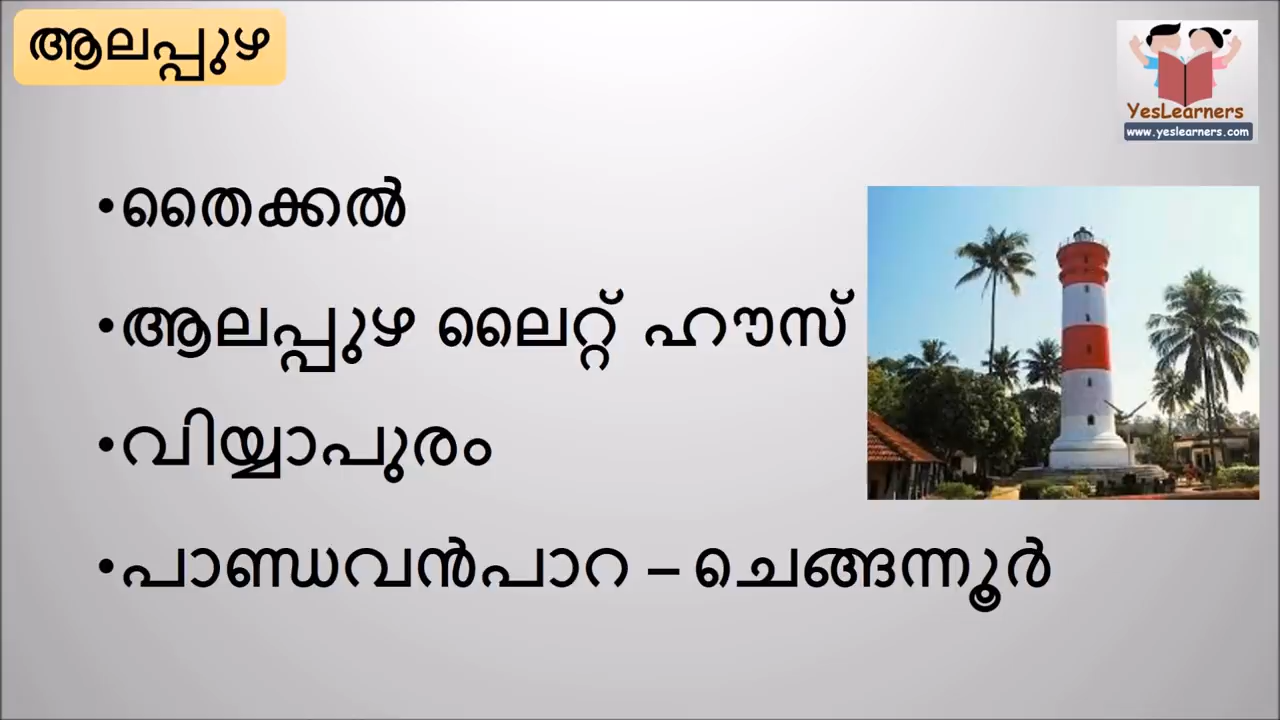 ആലപ്പുഴ
YesLearners
www.yeslearners.com
•തൈക്കൽ
•ആലപ്പുഴ ലൈറ്റ് ഹൗസ്
•വിയ്യാപുരം
•പാണ്ഡവൻപാറ – ചെങ്ങന്നൂർ